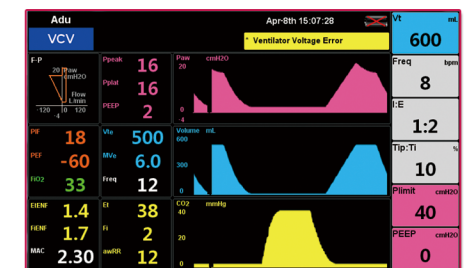 Adu
Apr-8th 15:07:28
VCV
* Ventilator Voltage Error
F-P
20 Paw
cmH2O
Flow
L/min
-120 0 120
-4
Ppeak 16
Pplat 16
PEEP 2
Paw cmH2O
20
0
-4
PIF 18
PEF -60
FiO2 33
Vte 500
MVe 6.0
Freq 12
Volume mL
600
300
0
EtENF 1.4
FiENF 1.7
MAC 2.30
Et 38
Fi 2
awRR 12
CO2 mmHg
40
20
0
Vt mL
600
Freq bpm
8
I:E
1:2
Tip:Ti %
10
Plimit cmH2O
40
PEEP cmH2O
0